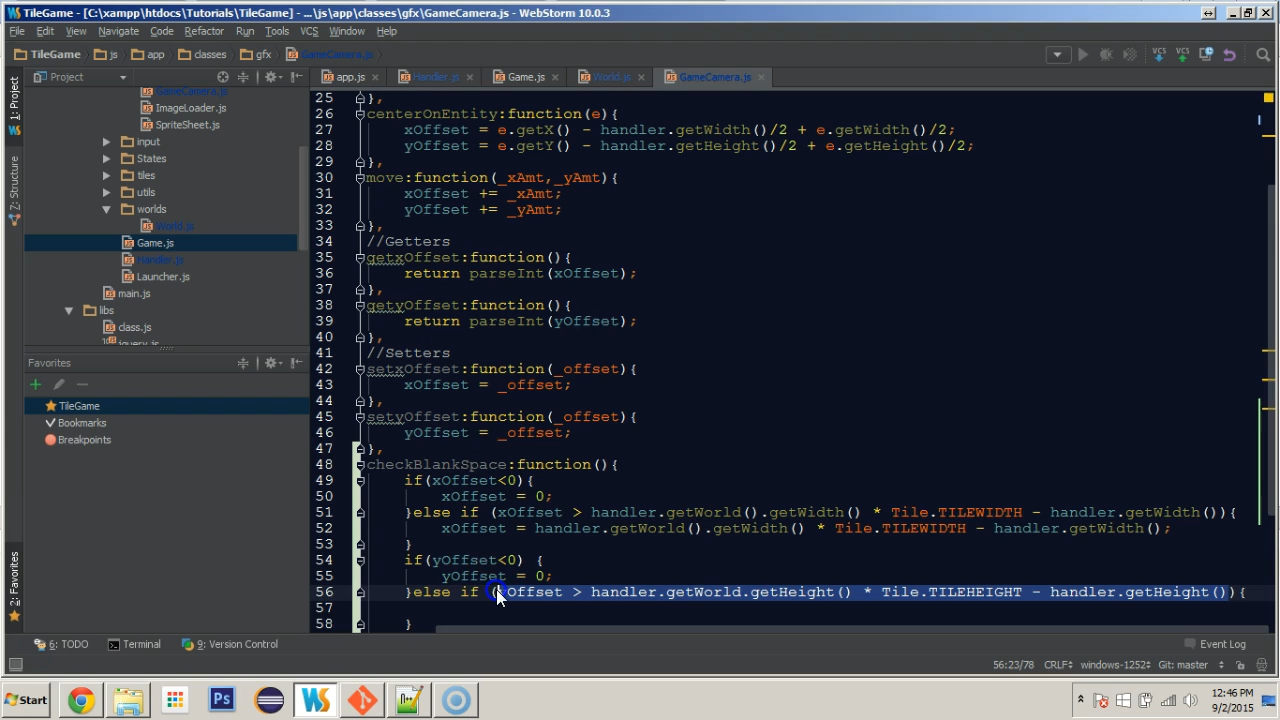 TileGame - [C:\xampp\htdocs\Tutorials\TileGame] - ...\js\app\classes\gfx\GameCamera.js - WebStorm 10.0.3
File Edit View Navigate Code Refactor Run Tools VCS Window Help
TileGame js app classes gfx GameCamera.js
VCS VCS
1: Project
Z: Structure
2: Favorites
Project
app.js Handler.js Game.js World.js GameCamera.js
GameCamera.js
ImageLoader.js
SpriteSheet.js
input
States
tiles
utils
worlds
World.js
Game.js
Handler.js
Launcher.js
main.js
libs
class.js
jquery.js
Favorites
TileGame
Bookmarks
Breakpoints
25 },
26 centerOnEntity:function(e){
27 xOffset = e.getX() - handler.getWidth()/2 + e.getWidth()/2;
28 yOffset = e.getY() - handler.getHeight()/2 + e.getHeight()/2;
29 },
30 move:function(_xAmt,_yAmt){
31 xOffset += _xAmt;
32 yOffset += _yAmt;
33 },
34 //Getters
35 getxOffset:function(){
36 return parseInt(xOffset);
37 },
38 getyOffset:function(){
39 return parseInt(yOffset);
40 },
41 //Setters
42 setxOffset:function(_offset){
43 xOffset = _offset;
44 },
45 setyOffset:function(_offset){
46 yOffset = _offset;
47 },
48 checkBlankSpace:function(){
49 if(xOffset<0){
50 xOffset = 0;
51 }else if (xOffset > handler.getWorld().getWidth() * Tile.TILEWIDTH - handler.getWidth()){
52 xOffset = handler.getWorld().getWidth() * Tile.TILEWIDTH - handler.getWidth();
53 }
54 if(yOffset<0) {
55 yOffset = 0;
56 }else if (yOffset > handler.getWorld.getHeight() * Tile.TILEHEIGHT - handler.getHeight()){
57
58 }
6: TODO Terminal 9: Version Control Event Log
56:23/78 CRLF windows-1252 Git: master
Start Ps WS 12:46 PM
9/2/2015